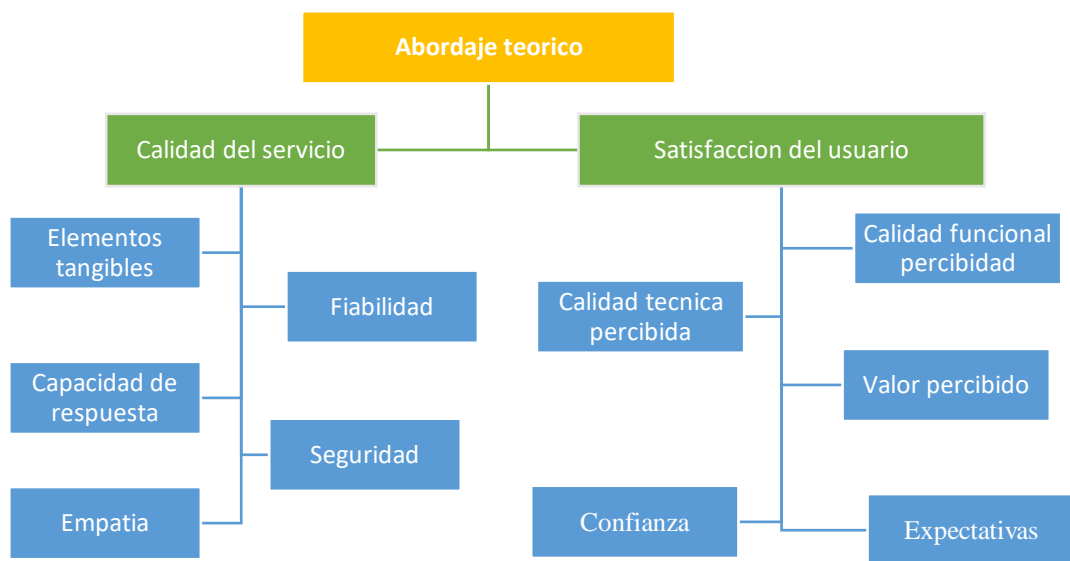 Abordaje teorico
Calidad del servicio
Satisfaccion del usuario
Elementos
tangibles
Fiabilidad
Capacidad de
respuesta
Seguridad
Empatia
Calidad funcional
percibidad
Calidad tecnica
percibida
Valor percibido
Confianza
Expectativas